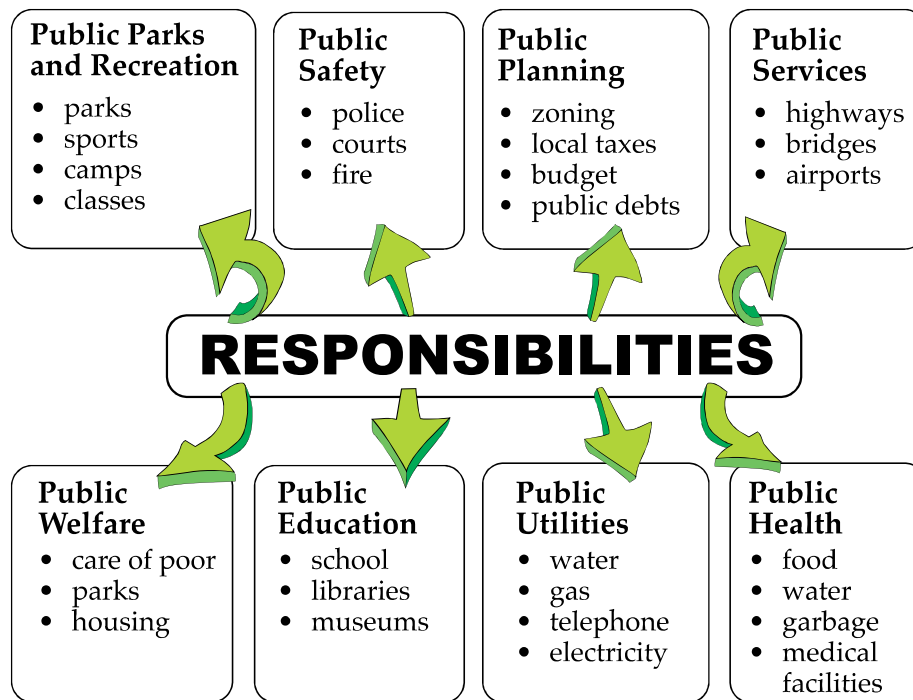 Public Parks
and Recreation
• parks
• sports
• camps
• classes
Public
Safety
• police
• courts
• fire
Public
Planning
• zoning
• local taxes
• budget
• public debts
Public
Services
• highways
• bridges
• airports
RESPONSIBILITIES
Public
Welfare
• care of poor
• parks
• housing
Public
Education
• school
• libraries
• museums
Public
Utilities
• water
• gas
• telephone
• electricity
Public
Health
• food
• water
• garbage
• medical
facilities